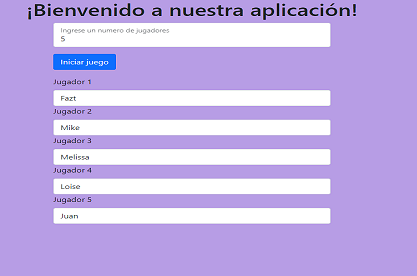 ¡Bienvenido a nuestra aplicación!
Ingrese un numero de jugadores
5
Iniciar juego
Jugador 1
Fazt
Jugador 2
Mike
Jugador 3
Melissa
Jugador 4
Loise
Jugador 5
Juan